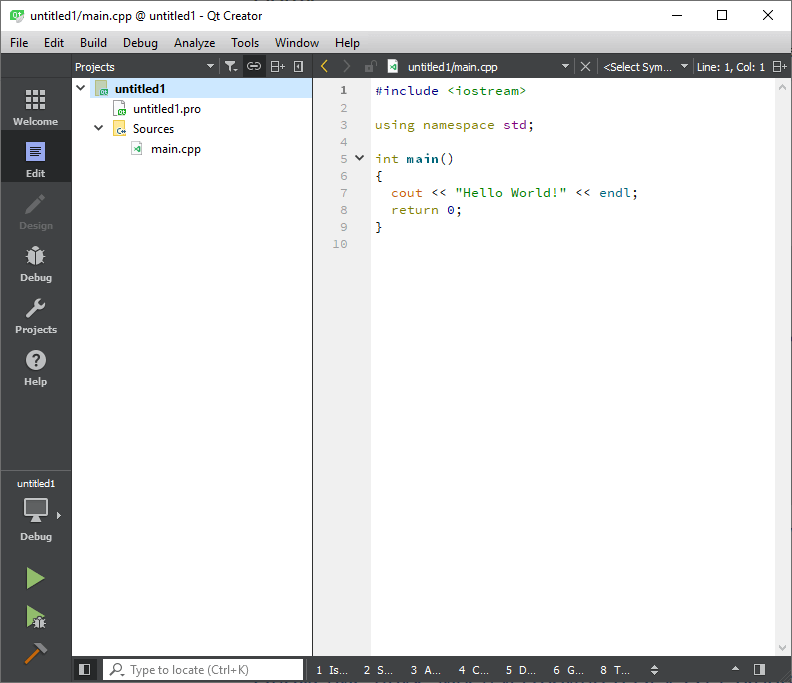 untitled1/main.cpp @ untitled1 - Qt Creator
File Edit Build Debug Analyze Tools Window Help
Projects
untitled1/main.cpp
<Select Sym...
Line: 1, Col: 1
Welcome
Edit
Design
Debug
Projects
Help
untitled1
Debug
untitled1
untitled1.pro
Sources
main.cpp
1 #include <iostream>
2
3 using namespace std;
4
5 int main()
6 {
7 cout << "Hello World!" << endl;
8 return 0;
9 }
10
Type to locate (Ctrl+K)
1 Is... 2 S... 3 A... 4 C... 5 D... 6 G... 8 T...